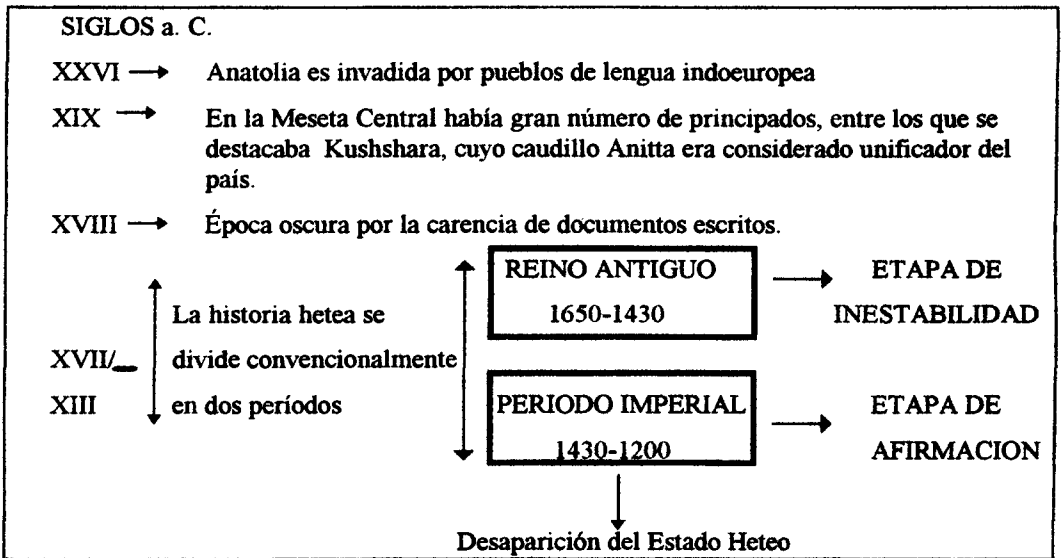 SIGLOS a. C.
XXVI → Anatolia es invadida por pueblos de lengua indoeuropea
XIX → En la Meseta Central había gran número de principados, entre los que se
destacaba Kushshara, cuyo caudillo Anitta era considerado unificador del
país.
XVIII → Época oscura por la carencia de documentos escritos.
XVII/_
XIII
La historia hetea se
divide convencionalmente
en dos períodos
REINO ANTIGUO
1650-1430
ETAPA DE
INESTABILIDAD
PERIODO IMPERIAL
1430-1200
ETAPA DE
AFIRMACION
Desaparición del Estado Heteo